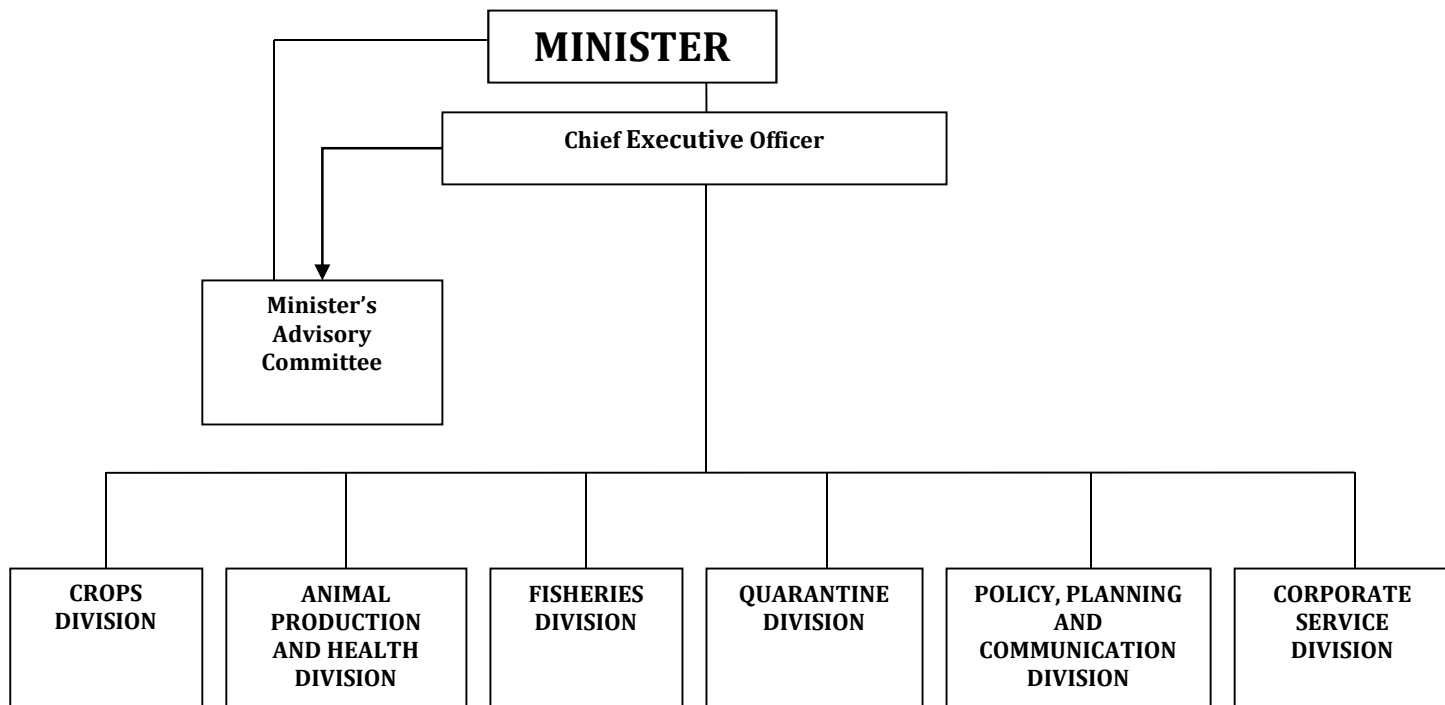 MINISTER
Chief Executive Officer
Minister’s
Advisory
Committee
CROPS
DIVISION
ANIMAL
PRODUCTION
AND HEALTH
DIVISION
FISHERIES
DIVISION
QUARANTINE
DIVISION
POLICY, PLANNING
AND
COMMUNICATION
DIVISION
CORPORATE
SERVICE
DIVISION